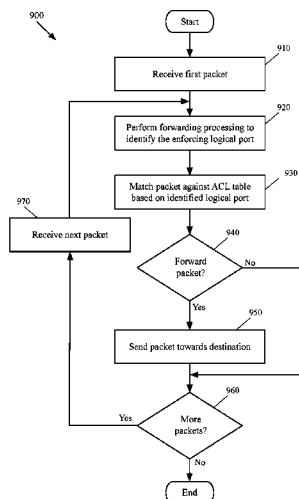 900
Start
910
Receive first packet
920
Perform forwarding processing to
identify the enforcing logical port
930
Match packet against ACL table
based on identified logical port
970
Receive next packet
940
Forward
packet?
No
Yes
950
Send packet towards destination
960
More
packets?
Yes
No
End